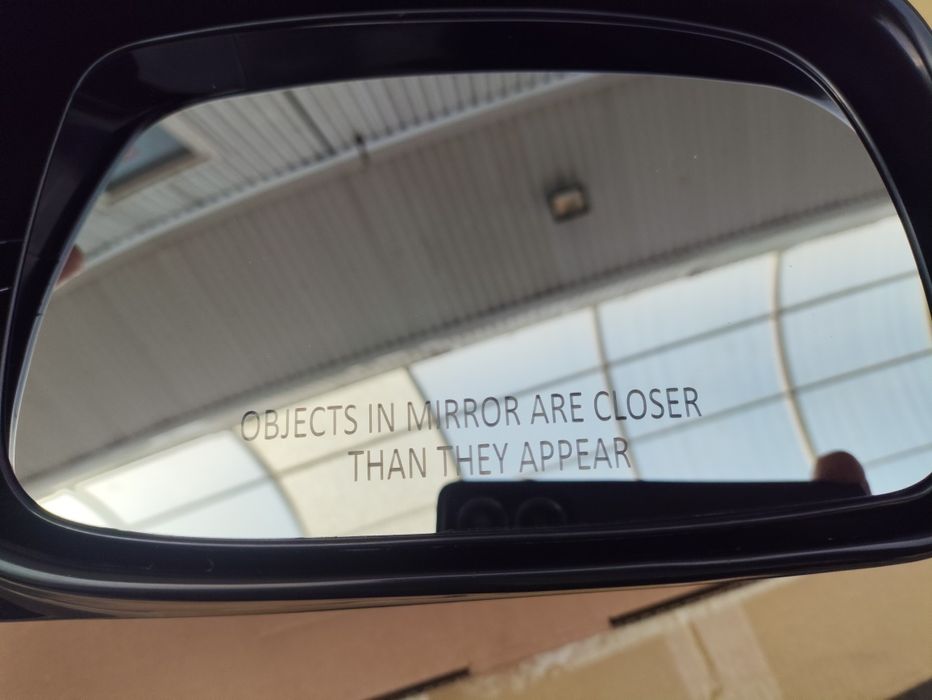 OBJECTS IN MIRROR ARE CLOSER
THAN THEY APPEAR